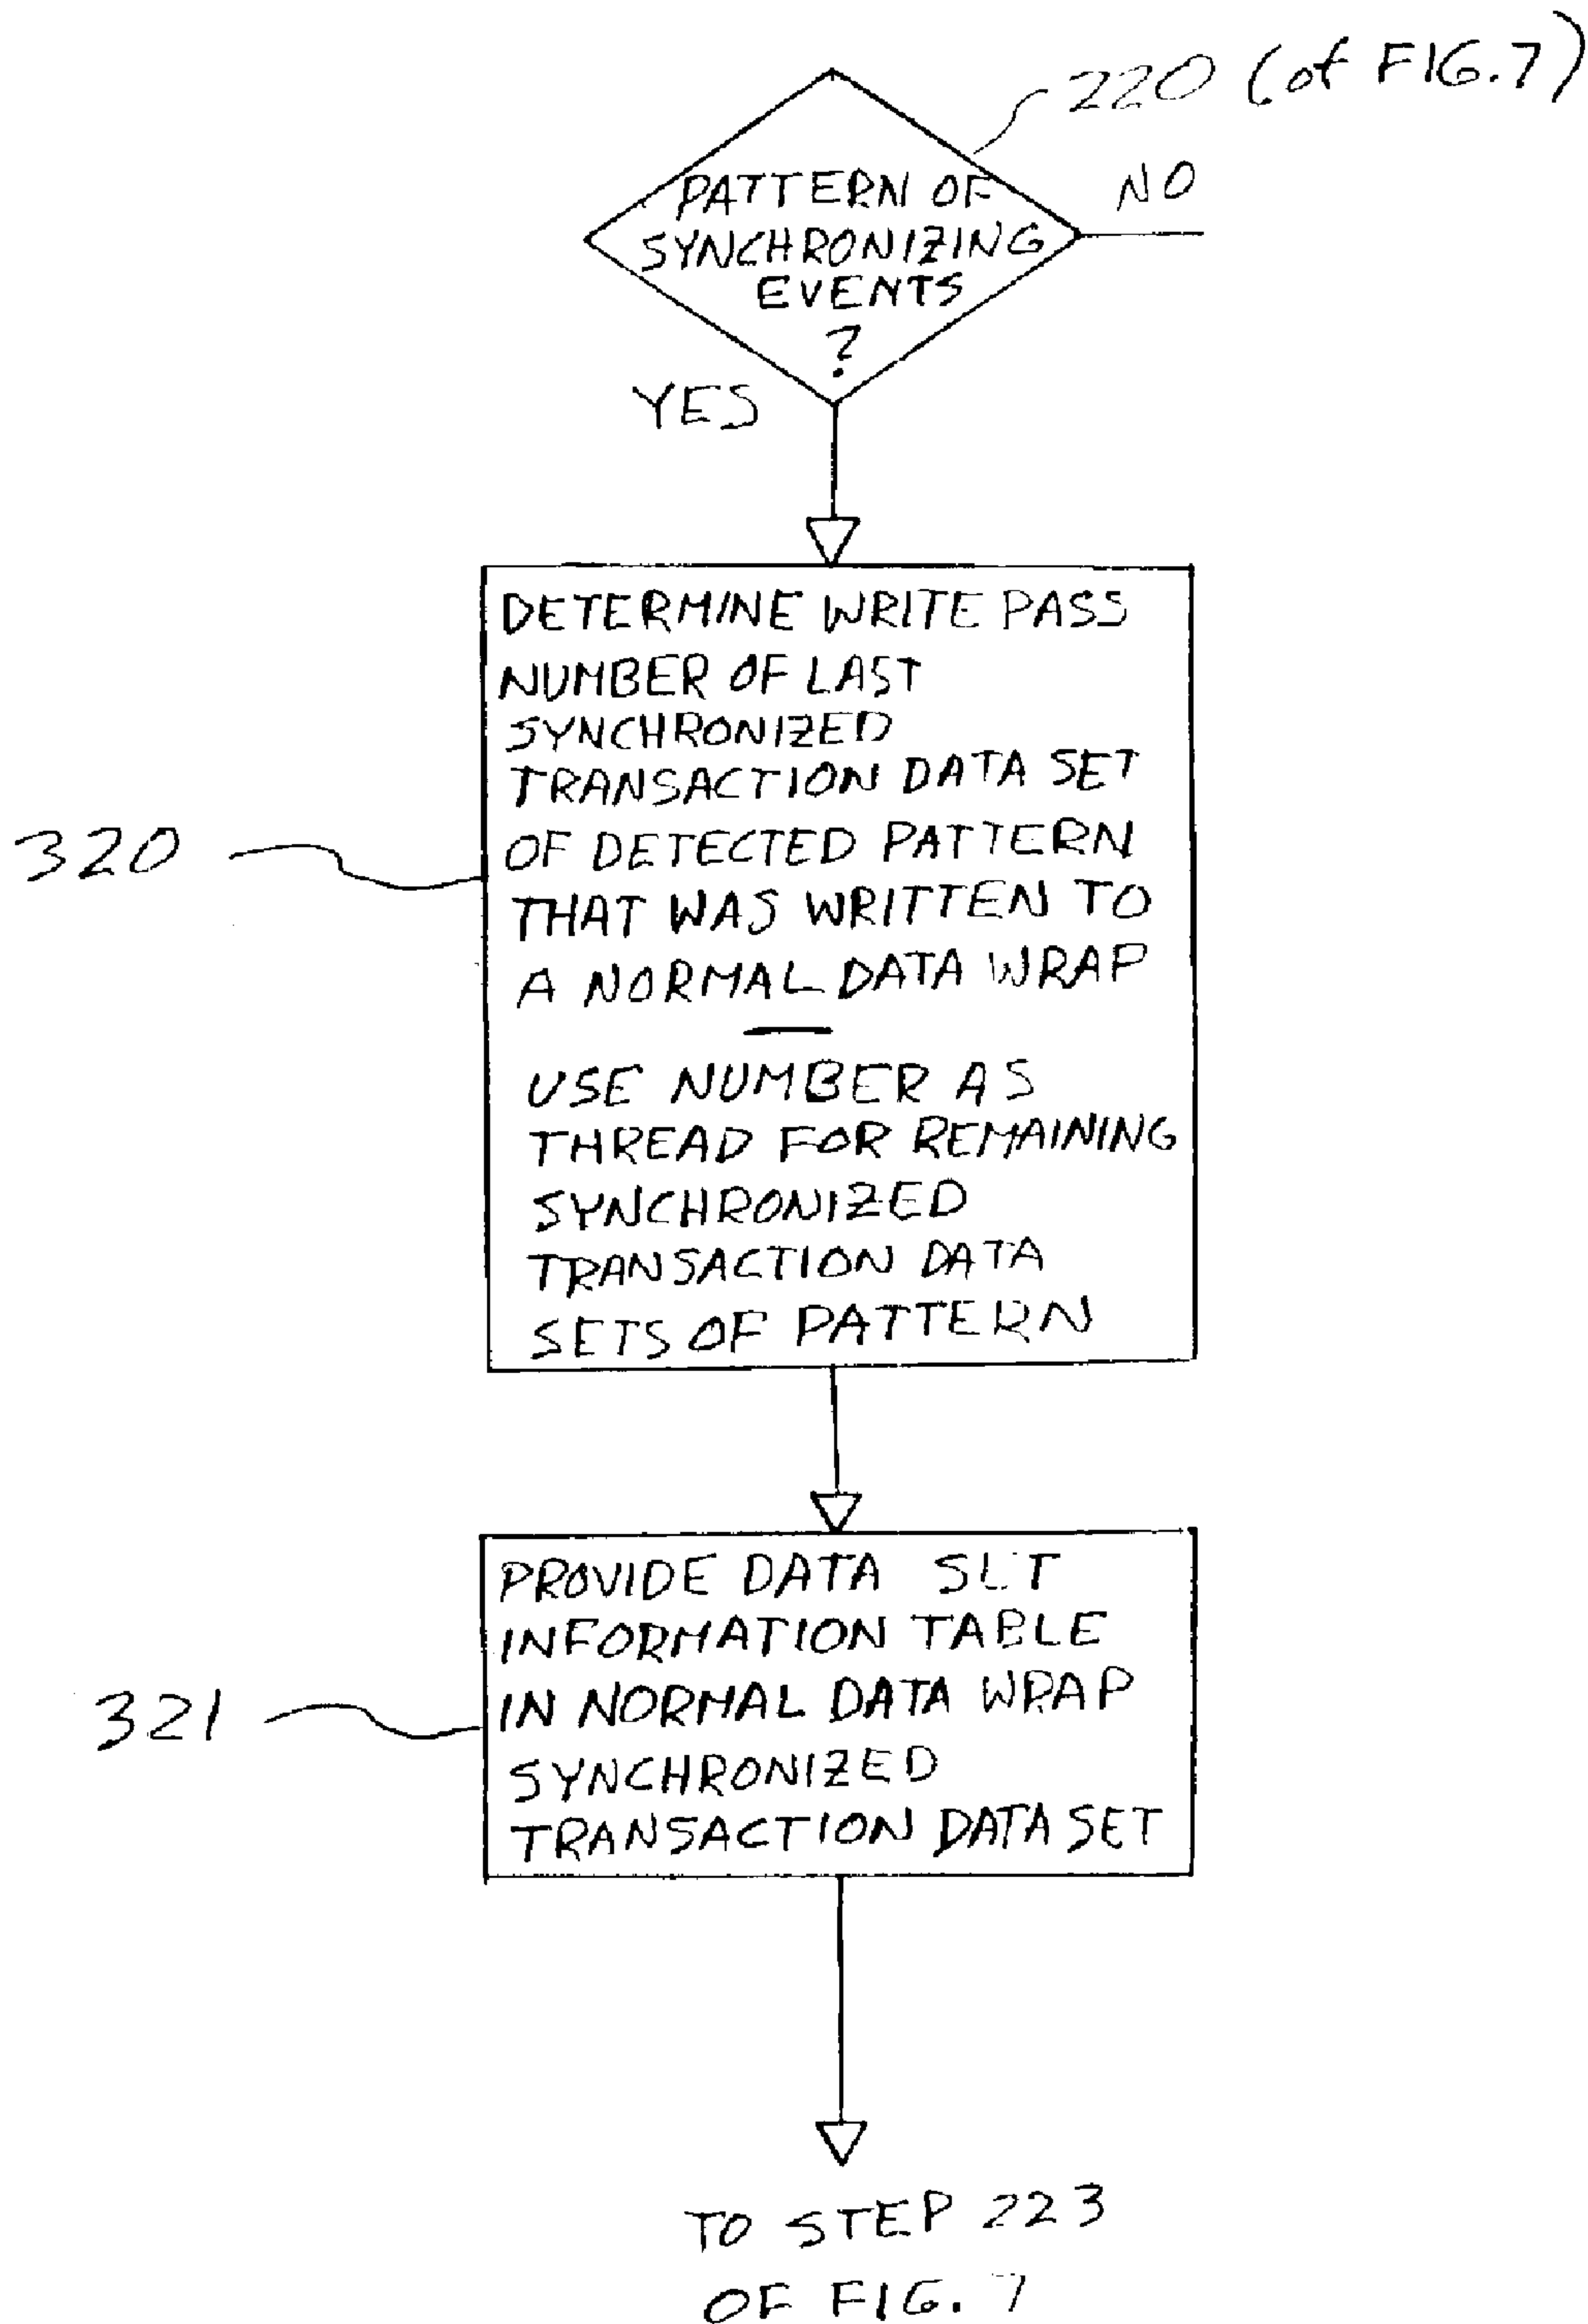 220 (of FIG. 7)
NO
PATTERN OF
SYNCHRONIZING
EVENTS
?
YES
DETERMINE WRITE PASS
NUMBER OF LAST
SYNCHRONIZED
TRANSACTION DATA SET
OF DETECTED PATTERN
THAT WAS WRITTEN TO
A NORMAL DATA WRAP
—
USE NUMBER AS
THREAD FOR REMAINING
SYNCHRONIZED
TRANSACTION DATA
SETS OF PATTERN
320
PROVIDE DATA SET
INFORMATION TABLE
IN NORMAL DATA WRAP
SYNCHRONIZED
TRANSACTION DATA SET
321
TO STEP 223
OF FIG. 7